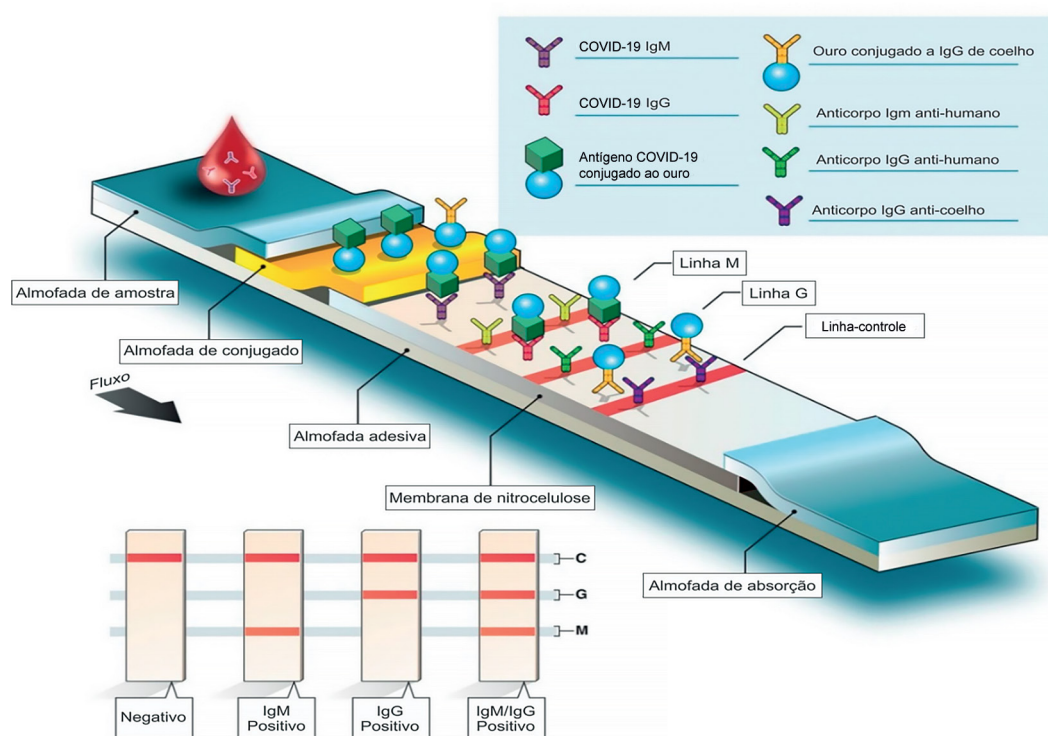 COVID-19 IgM
COVID-19 IgG
Antígeno COVID-19
conjugado ao ouro
Ouro conjugado a IgG de coelho
Anticorpo Igm anti-humano
Anticorpo IgG anti-humano
Anticorpo IgG anti-coelho
Linha M
Linha G
Linha-controle
Almofada de amostra
Almofada de conjugado
Fluxo
Almofada adesiva
Membrana de nitrocelulose
Almofada de absorção
C
G
M
Negativo
IgM
Positivo
IgG
Positivo
IgM/IgG
Positivo